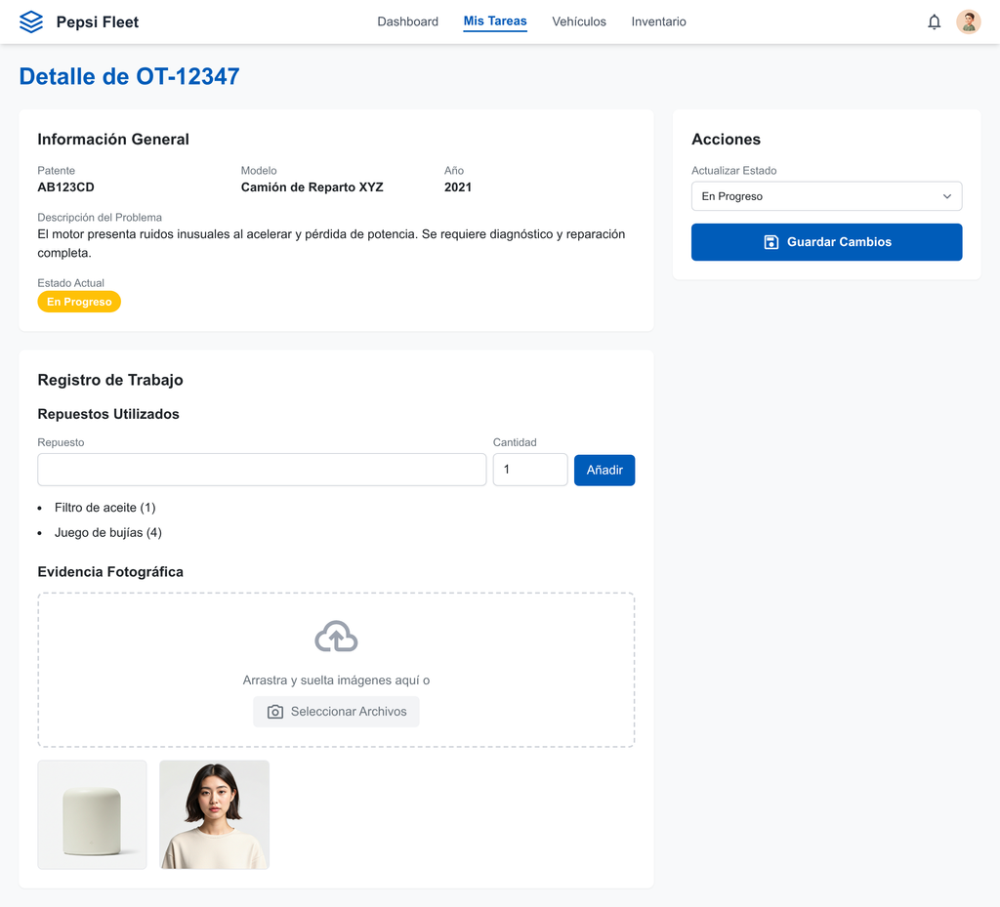 Pepsi Fleet
Dashboard
Mis Tareas
Vehículos
Inventario
Detalle de OT-12347
Información General
Patente
AB123CD
Modelo
Camión de Reparto XYZ
Año
2021
Descripción del Problema
El motor presenta ruidos inusuales al acelerar y pérdida de potencia. Se requiere diagnóstico y reparación
completa.
Estado Actual
En Progreso
Acciones
Actualizar Estado
En Progreso
Guardar Cambios
Registro de Trabajo
Repuestos Utilizados
Repuesto
Cantidad
1
Añadir
Filtro de aceite (1)
Juego de bujías (4)
Evidencia Fotográfica
Arrastra y suelta imágenes aquí o
Seleccionar Archivos